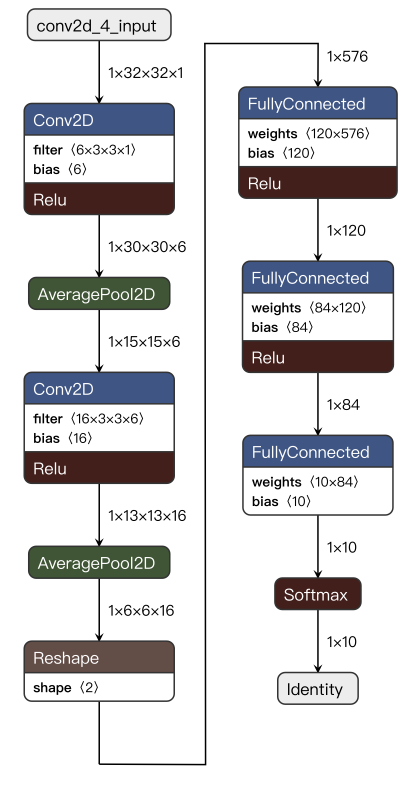 conv2d_4_input
1×32×32×1
Conv2D
filter ⟨6×3×3×1⟩
bias ⟨6⟩
Relu
1×30×30×6
AveragePool2D
1×15×15×6
Conv2D
filter ⟨16×3×3×6⟩
bias ⟨16⟩
Relu
1×13×13×16
AveragePool2D
1×6×6×16
Reshape
shape ⟨2⟩
1×576
FullyConnected
weights ⟨120×576⟩
bias ⟨120⟩
Relu
1×120
FullyConnected
weights ⟨84×120⟩
bias ⟨84⟩
Relu
1×84
FullyConnected
weights ⟨10×84⟩
bias ⟨10⟩
1×10
Softmax
1×10
Identity